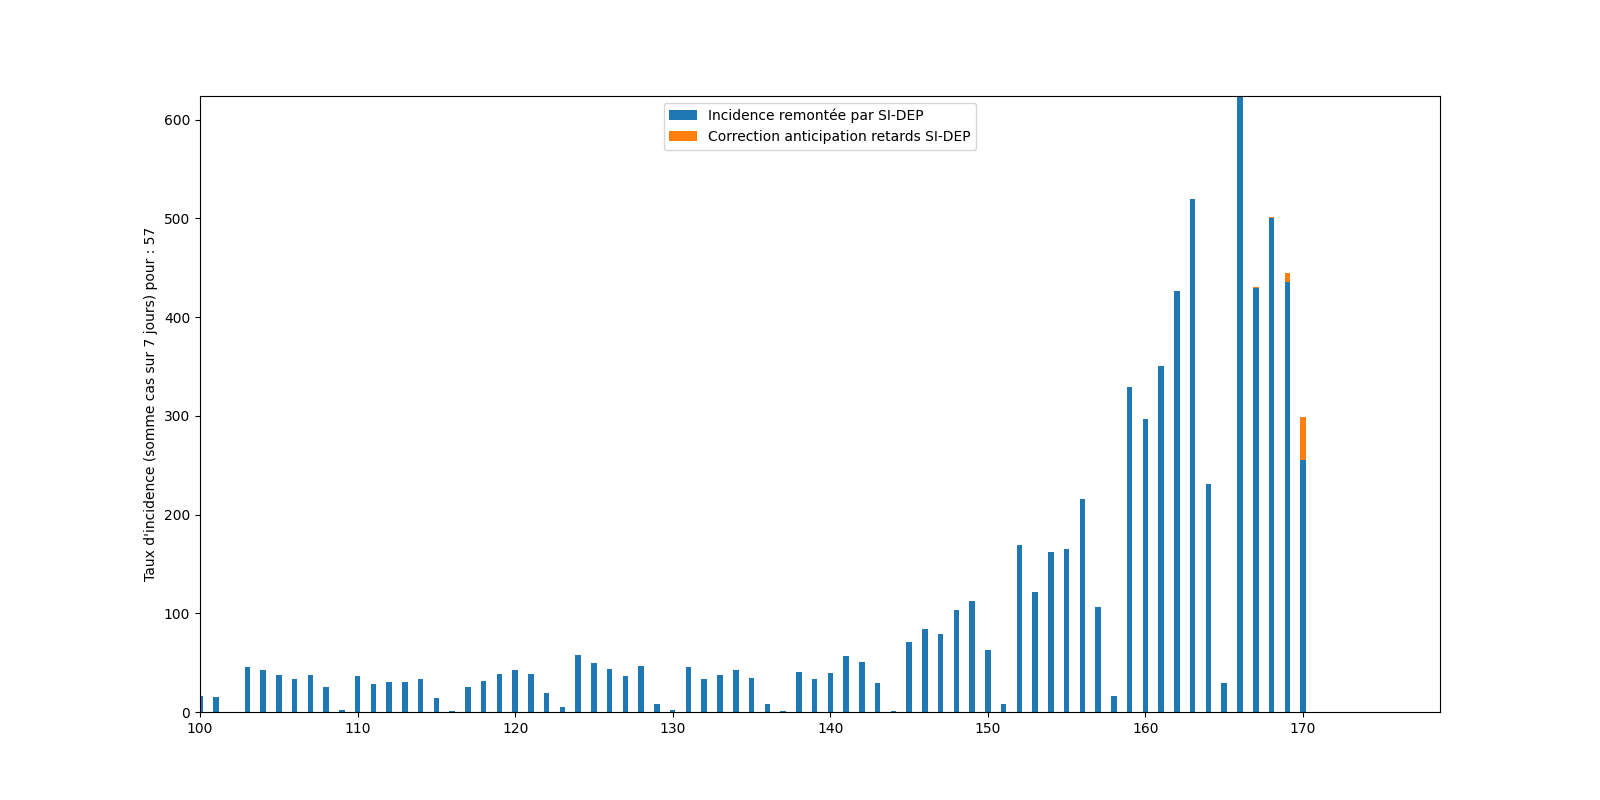 Incidence remontée par SI-DEP
Correction anticipation retards SI-DEP
Taux d'incidence (somme cas sur 7 jours) pour : 57
600
500
400
300
200
100
0
100 110 120 130 140 150 160 170